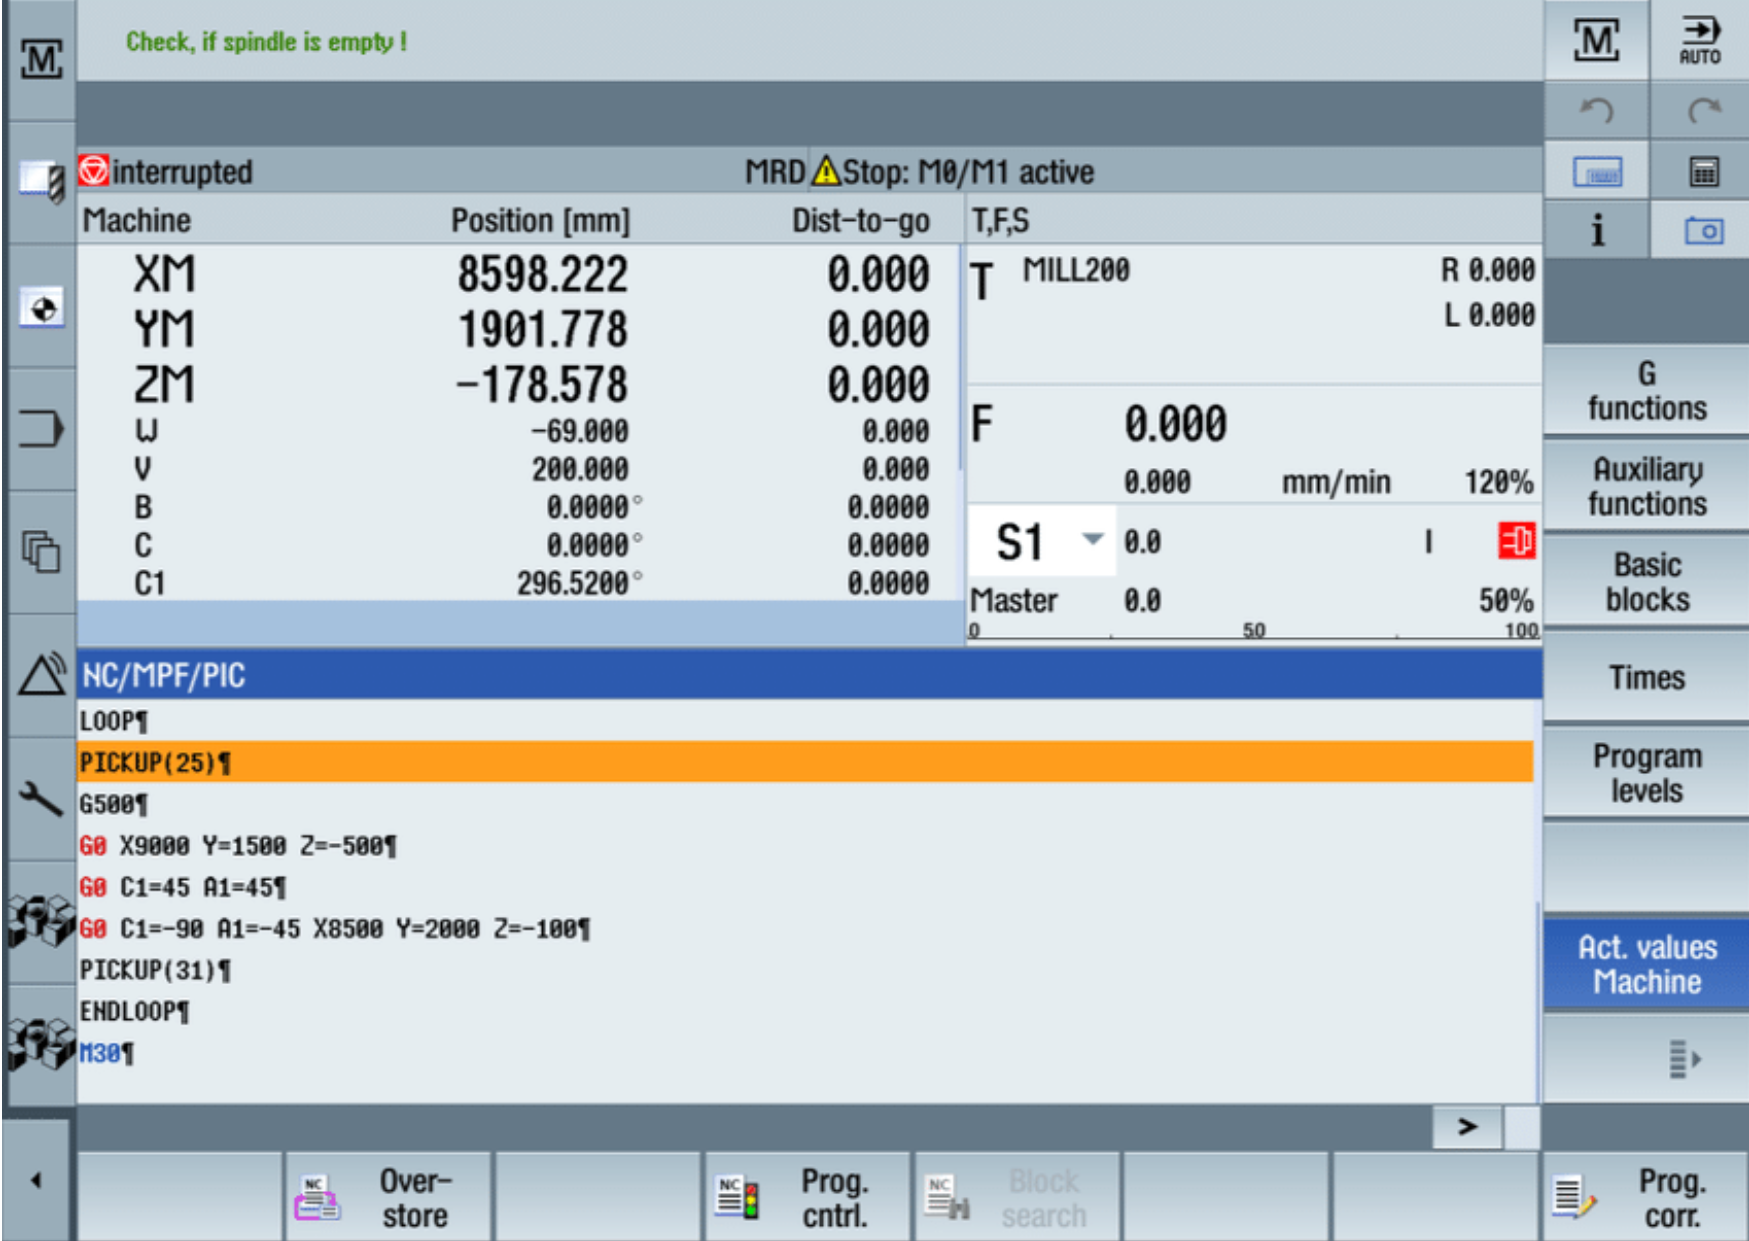 Check, if spindle is empty !
M
M
AUTO
interrupted
MRD Stop: M0/M1 active
Machine Position [mm] Dist-to-go T,F,S
i
XM 8598.222 0.000
YM 1901.778 0.000
ZM -178.578 0.000
W -69.000 0.000
V 200.000 0.000
B 0.0000° 0.0000
C 0.0000° 0.0000
C1 296.5200° 0.0000
T MILL200 R 0.000
L 0.000
F 0.000
0.000 mm/min 120%
S1 0.0 I
Master 0.0 50%
0 50 100
G
functions
Auxiliary
functions
Basic
blocks
Times
Program
levels
Act. values
Machine
NC/MPF/PIC
LOOP¶
PICKUP(25)¶
G500¶
G0 X9000 Y=1500 Z=-500¶
G0 C1=45 A1=45¶
G0 C1=-90 A1=-45 X8500 Y=2000 Z=-100¶
PICKUP(31)¶
ENDLOOP¶
M30¶
>
NC Over-
store
NC Prog.
cntrl.
NC Block
search
Prog.
corr.